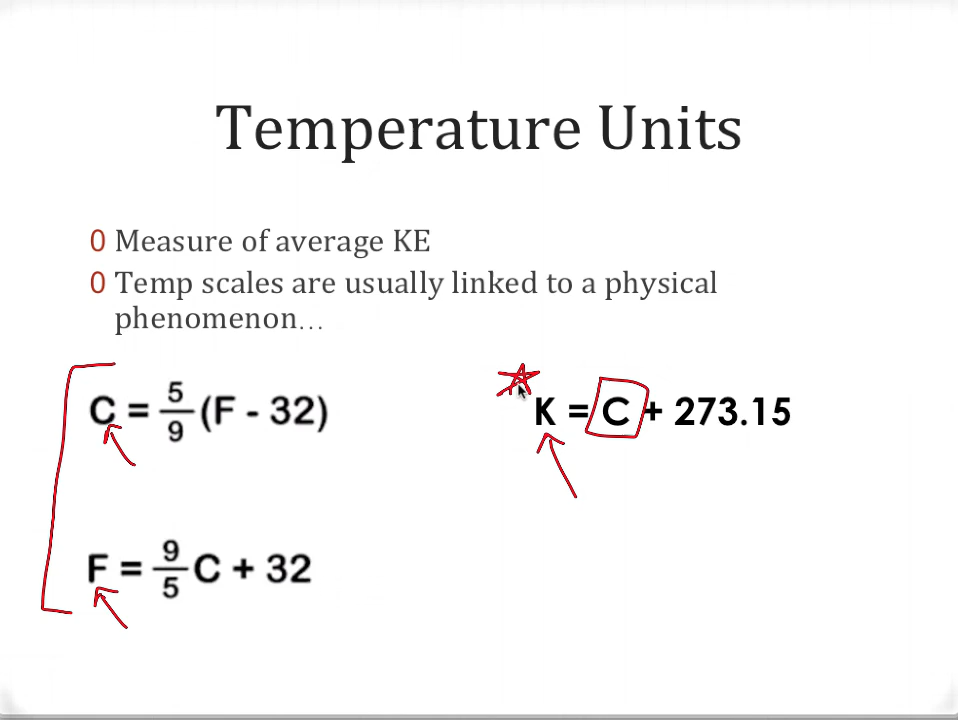 Temperature Units
0 Measure of average KE
0 Temp scales are usually linked to a physical
phenomenon...
C = 5/9 (F - 32)
K = C + 273.15
F = 9/5 C + 32